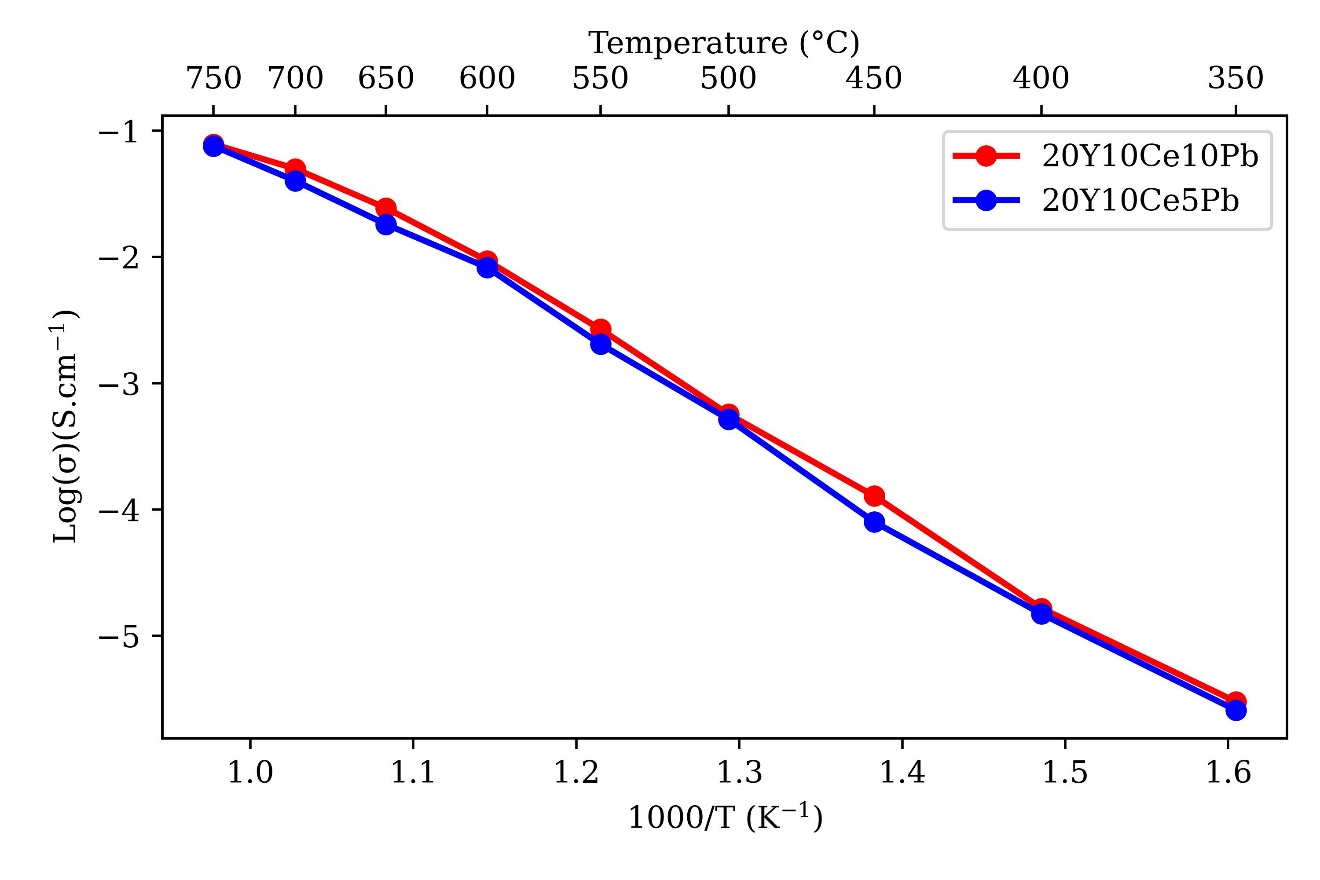 Temperature (°C)
750 700 650 600 550 500 450 400 350
−1
20Y10Ce10Pb
20Y10Ce5Pb
−2
−3
−4
−5
Log(σ)(S.cm⁻¹)
1.0 1.1 1.2 1.3 1.4 1.5 1.6
1000/T (K⁻¹)